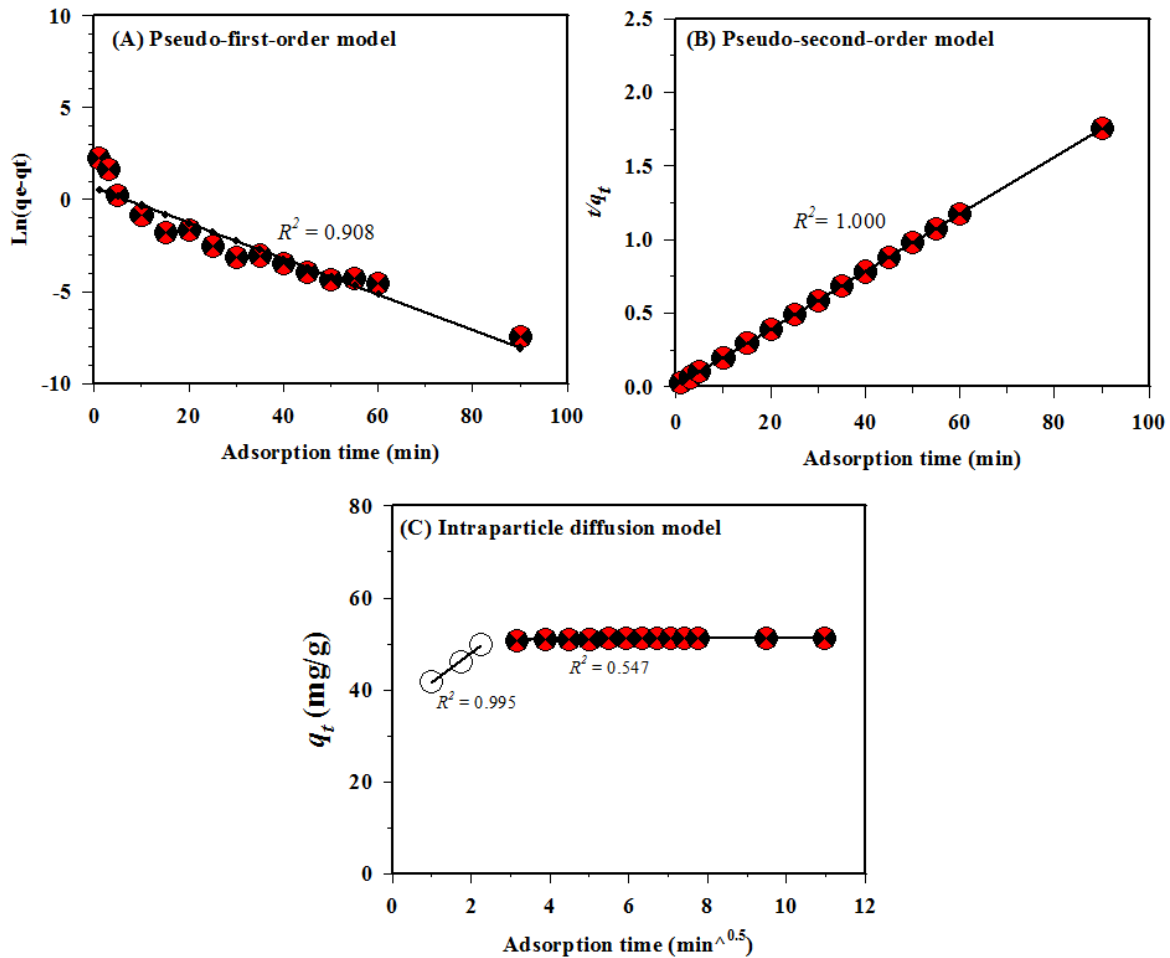 (A) Pseudo-first-order model
10
5
0
-5
-10
Ln(qe-qt)
R² = 0.908
0 20 40 60 80 100
Adsorption time (min)
(B) Pseudo-second-order model
2.5
2.0
1.5
1.0
0.5
0.0
t/qt
R² = 1.000
0 20 40 60 80 100
Adsorption time (min)
(C) Intraparticle diffusion model
80
60
40
20
0
qt (mg/g)
R² = 0.995
R² = 0.547
0 2 4 6 8 10 12
Adsorption time (min^0.5)